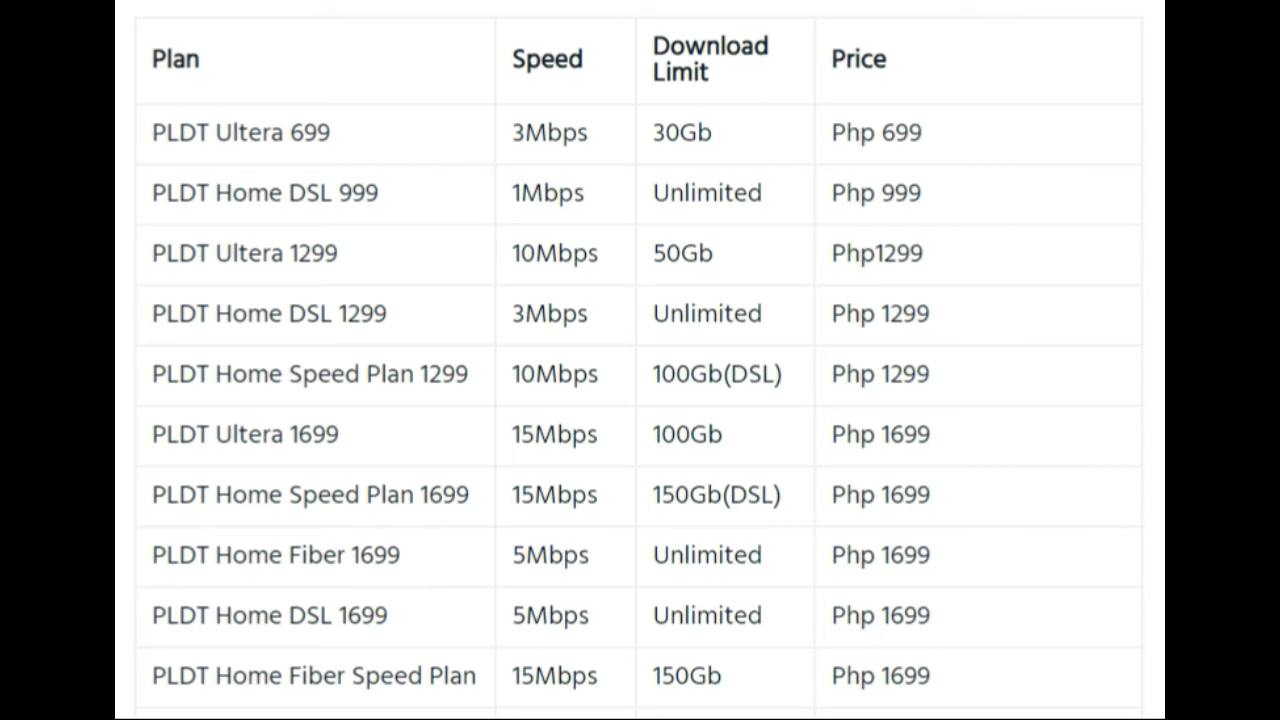 Plan Speed Download Limit Price
PLDT Ultera 699 3Mbps 30Gb Php 699
PLDT Home DSL 999 1Mbps Unlimited Php 999
PLDT Ultera 1299 10Mbps 50Gb Php1299
PLDT Home DSL 1299 3Mbps Unlimited Php 1299
PLDT Home Speed Plan 1299 10Mbps 100Gb(DSL) Php 1299
PLDT Ultera 1699 15Mbps 100Gb Php 1699
PLDT Home Speed Plan 1699 15Mbps 150Gb(DSL) Php 1699
PLDT Home Fiber 1699 5Mbps Unlimited Php 1699
PLDT Home DSL 1699 5Mbps Unlimited Php 1699
PLDT Home Fiber Speed Plan 15Mbps 150Gb Php 1699